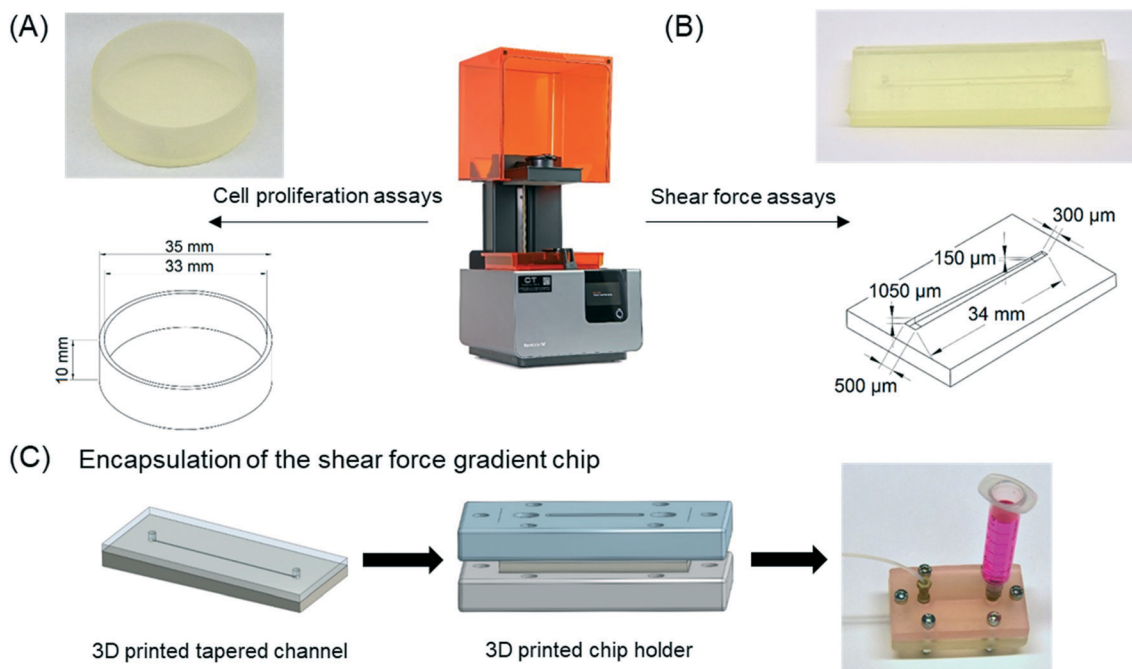 (A)
(B)
Cell proliferation assays
Shear force assays
35 mm
33 mm
10 mm
300 µm
150 µm
1050 µm
34 mm
500 µm
(C) Encapsulation of the shear force gradient chip
3D printed tapered channel
3D printed chip holder